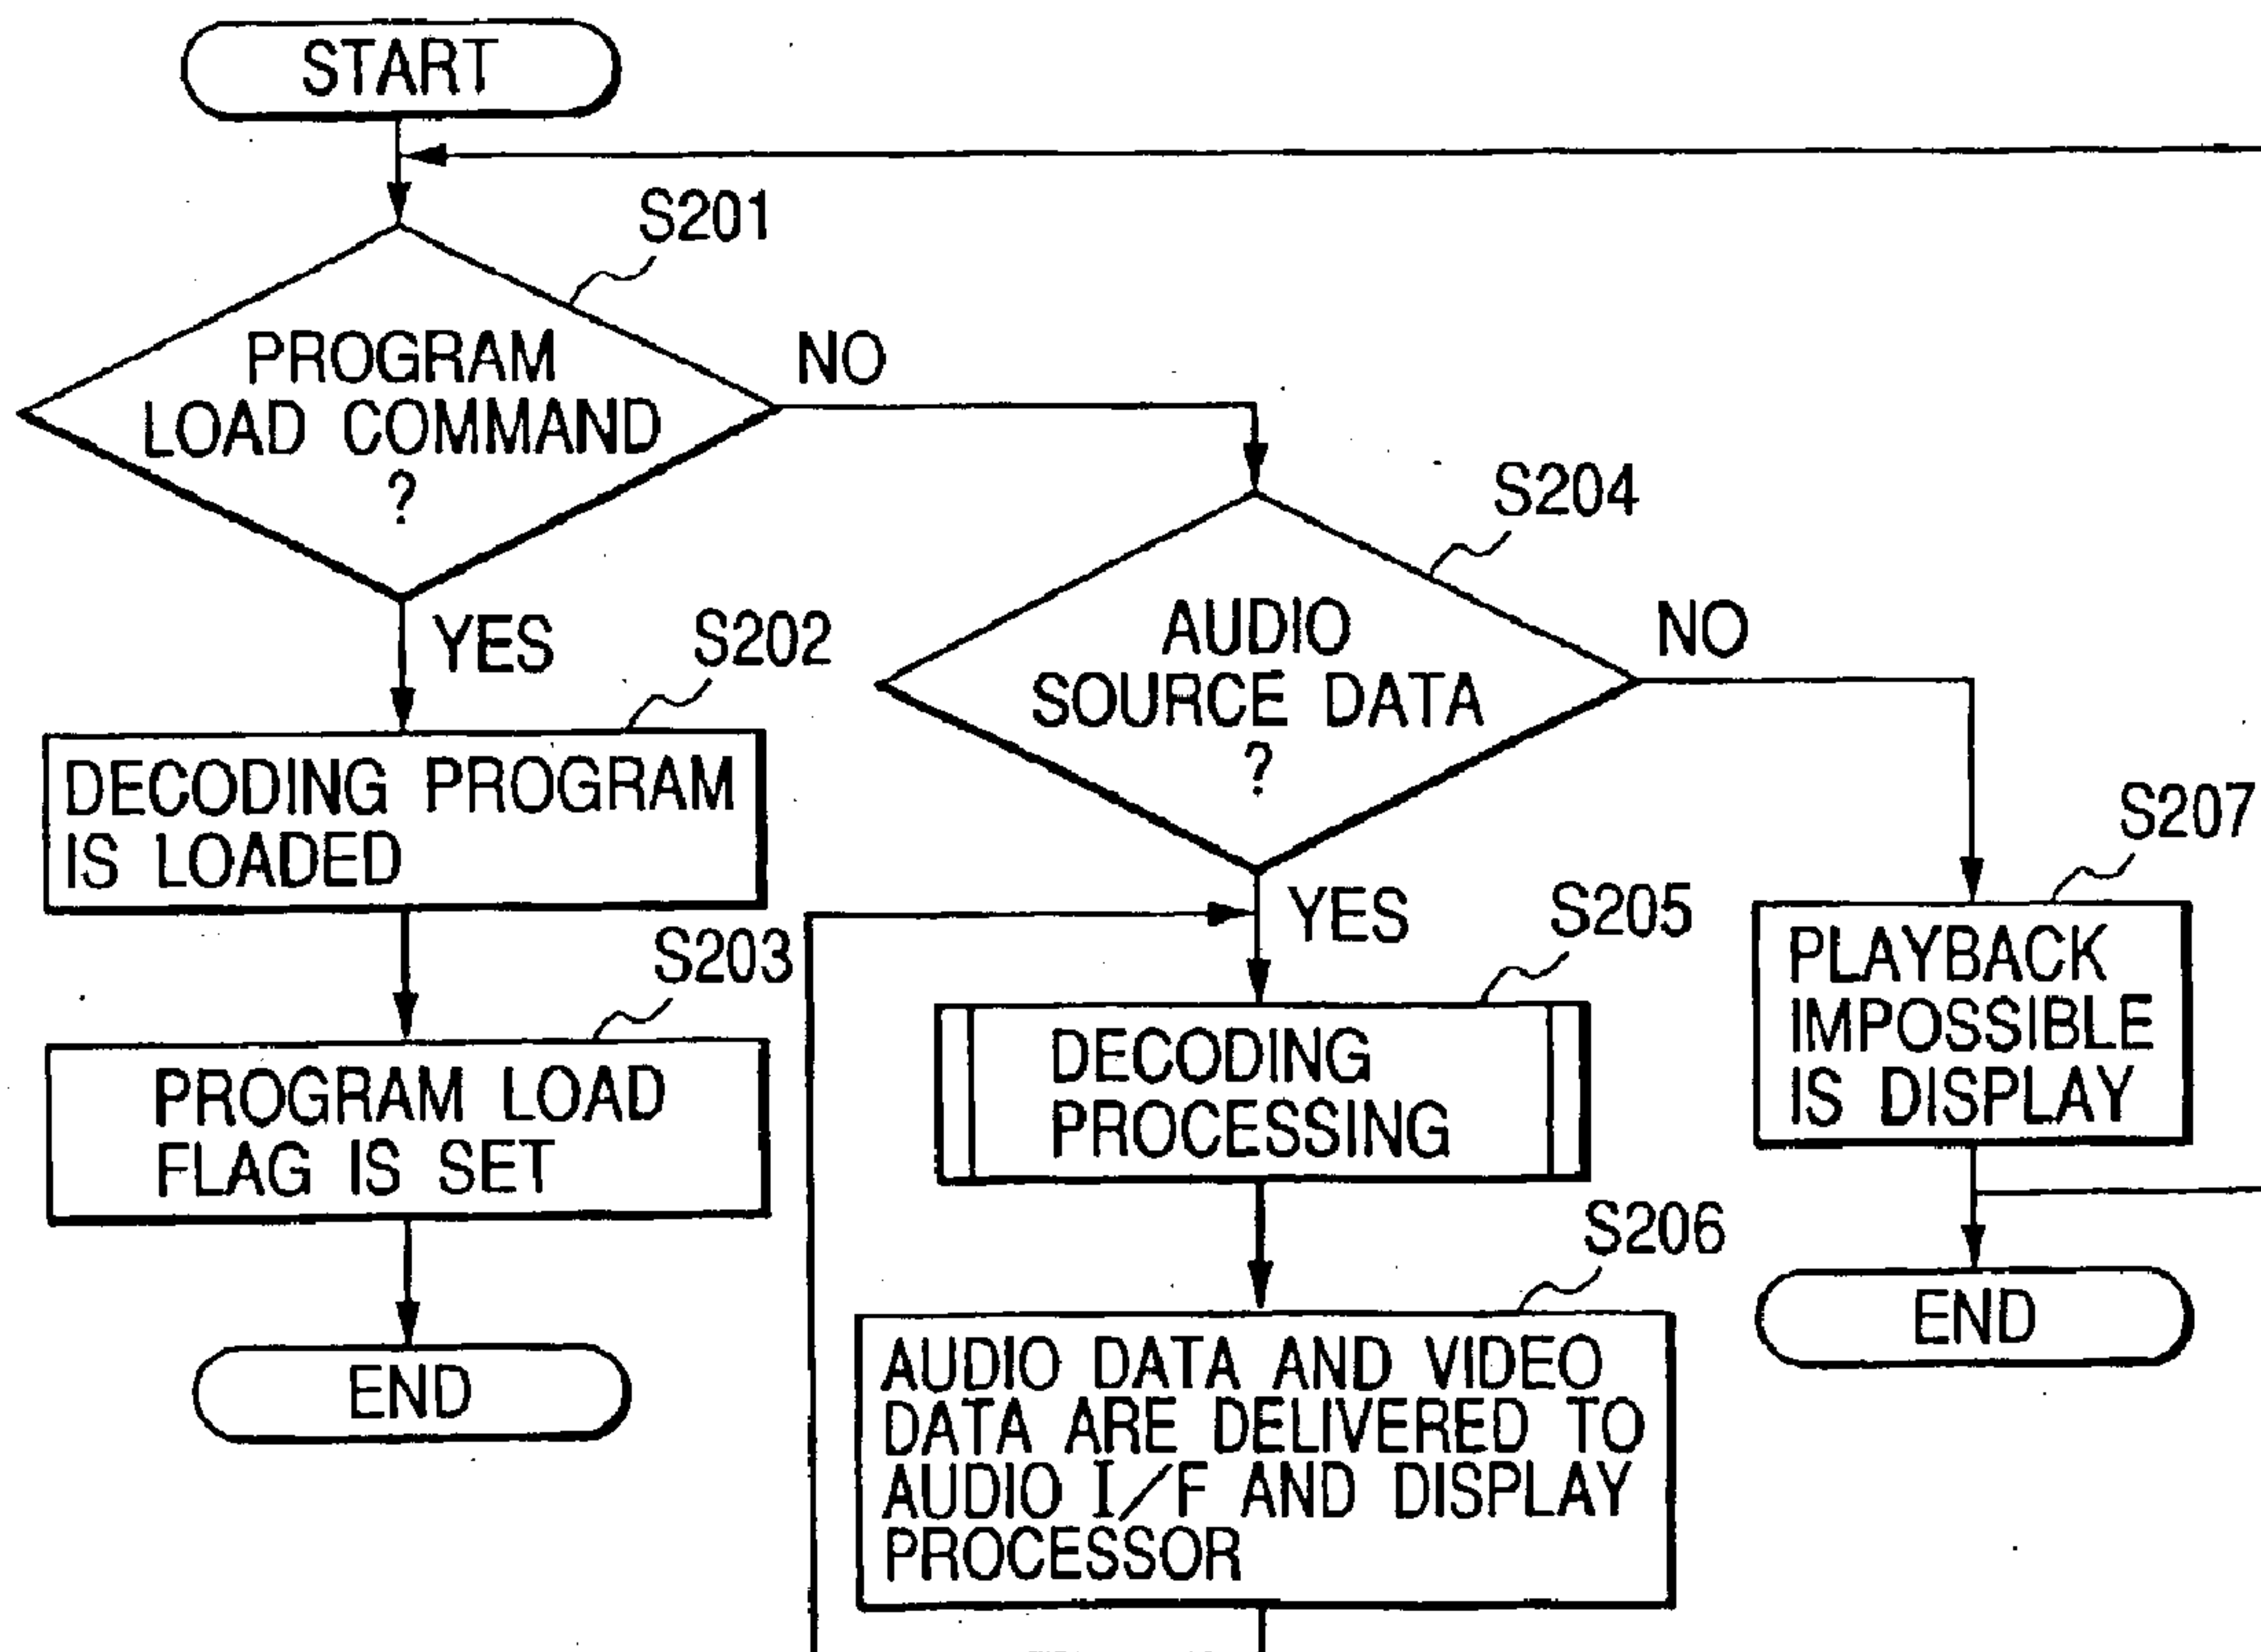 START
S201
PROGRAM
LOAD COMMAND
?
NO
YES
S202
DECODING PROGRAM
IS LOADED
S203
PROGRAM LOAD
FLAG IS SET
END
S204
AUDIO
SOURCE DATA
?
NO
YES
S205
DECODING
PROCESSING
S206
AUDIO DATA AND VIDEO
DATA ARE DELIVERED TO
AUDIO I/F AND DISPLAY
PROCESSOR
S207
PLAYBACK
IMPOSSIBLE
IS DISPLAY
END